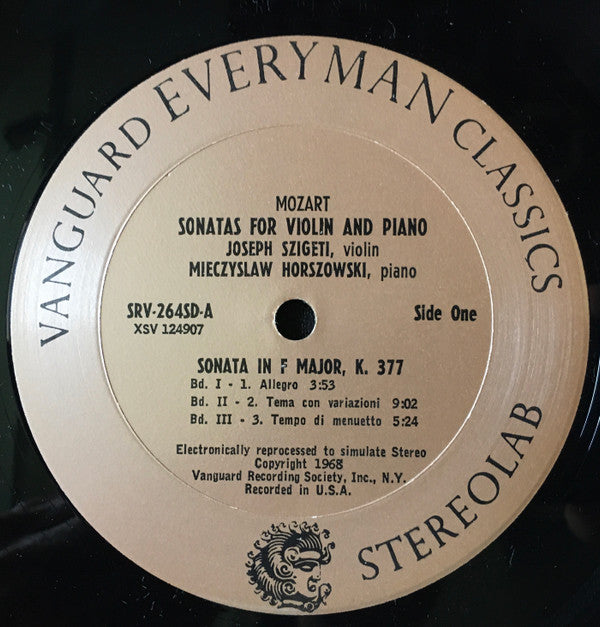 VANGUARD EVERYMAN CLASSICS
MOZART
SONATAS FOR VIOLIN AND PIANO
JOSEPH SZIGETI, violin
MIECZYSLAW HORSZOWSKI, piano
SRV-264SD-A
XSV 124907
Side One
SONATA IN F MAJOR, K. 377
Bd. I - 1. Allegro 3:53
Bd. II - 2. Tema con variazioni 9:02
Bd. III - 3. Tempo di menuetto 5:24
Electronically reprocessed to simulate Stereo
Copyright 1968
Vanguard Recording Society, Inc., N.Y.
Recorded in U.S.A.
STEREOLAB